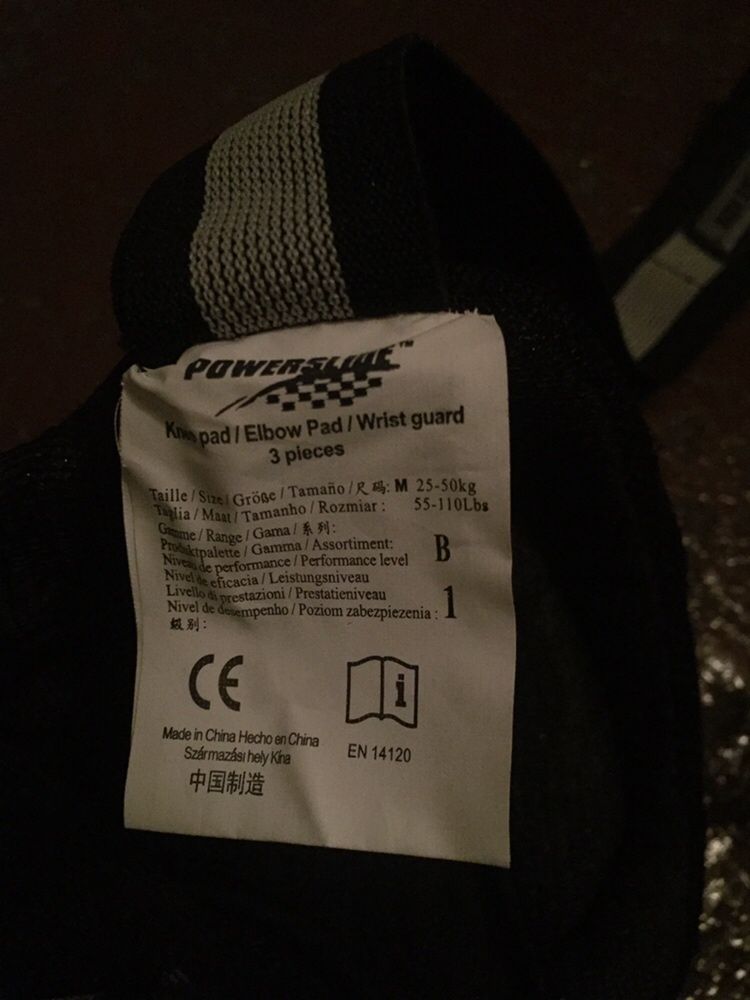 POWERSLIDE™
Knee pad / Elbow Pad / Wrist guard
3 pieces
Taille / Size / Größe / Tamaño / 尺码: M 25-50kg
Taglia / Maat / Tamanho / Rozmiar : 55-110Lbs
Gamme / Range / Gama / 系列:
Produktpalette / Gamma / Assortiment: B
Niveau de performance / Performance level
Nivel de eficacia / Leistungsniveau
Livello di prestazioni / Prestatieniveau
Nivel de desempenho / Poziom zabezpiezenia : 1
级别:
CE
i
Made in China Hecho en China
Származási hely Kína
中国制造
EN 14120